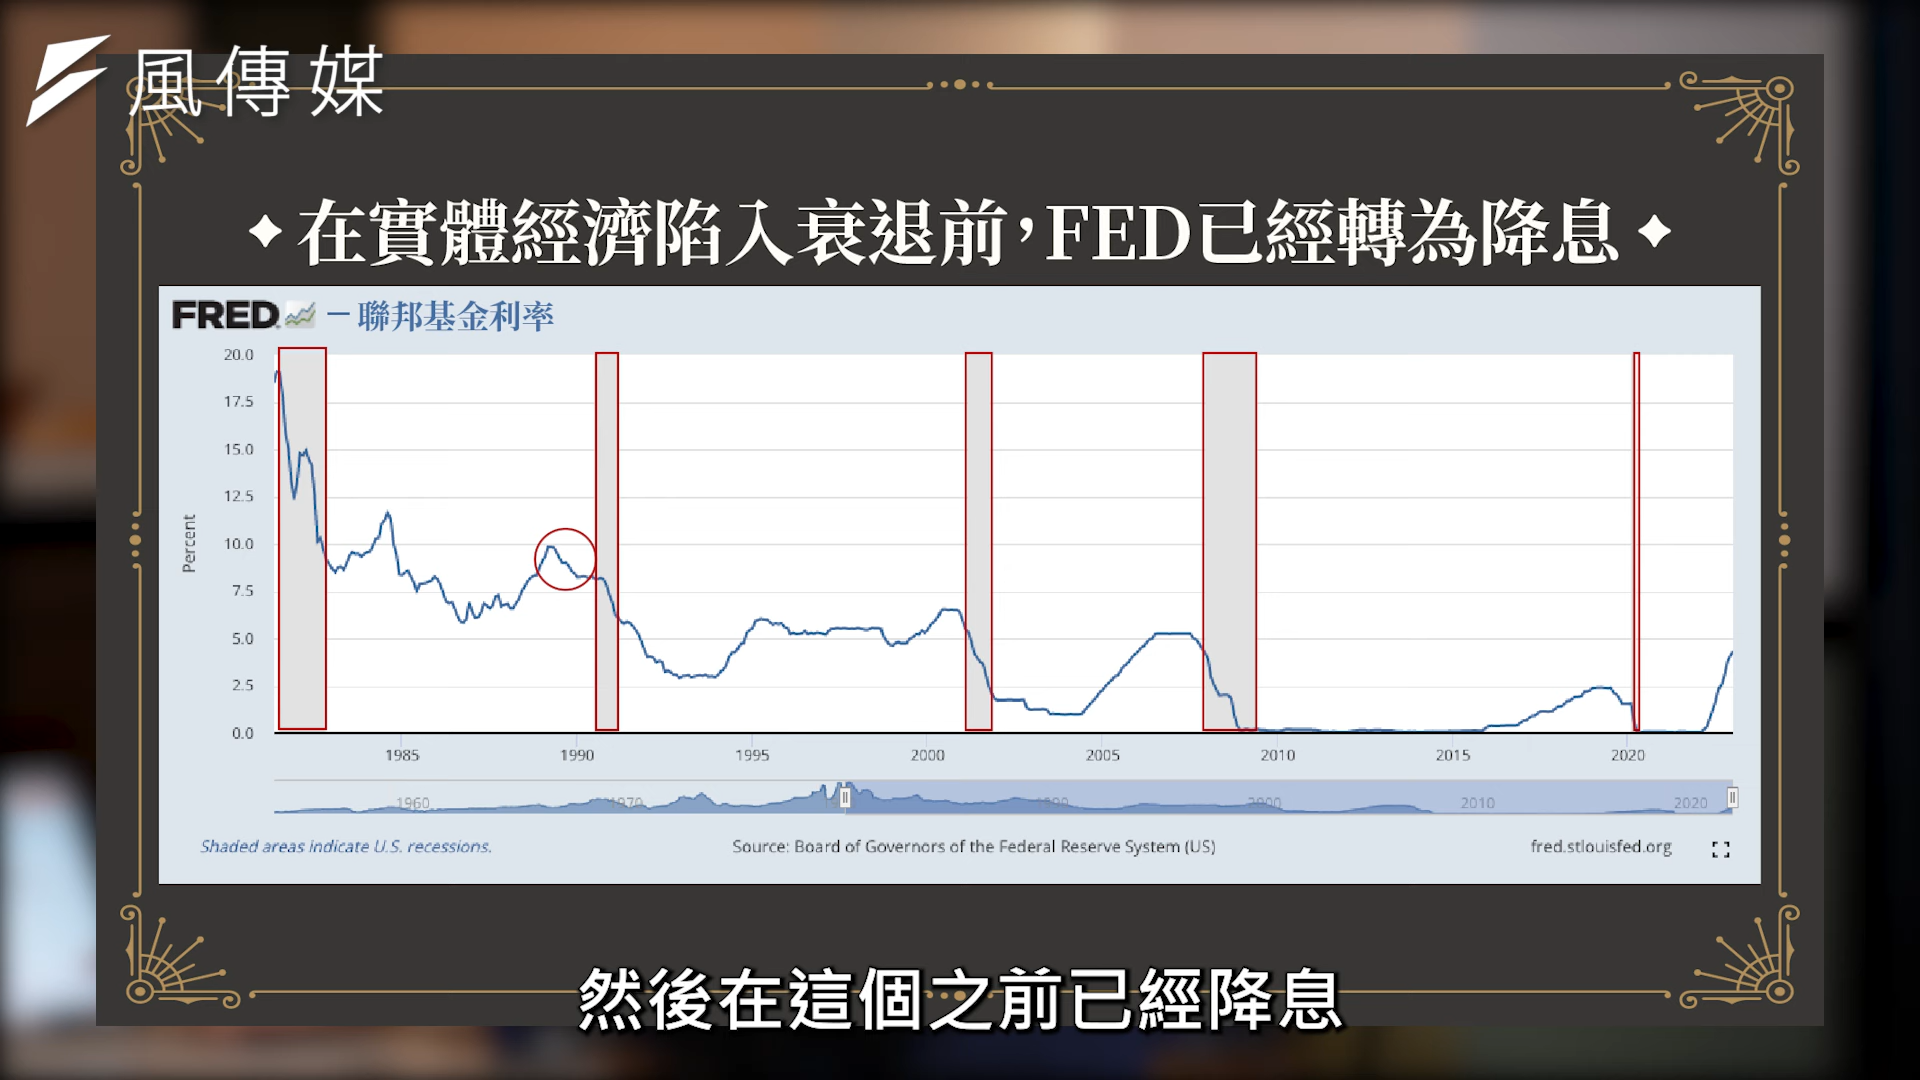 風傳媒
在實體經濟陷入衰退前，FED已經轉為降息
FRED — 聯邦基金利率
20.0
17.5
15.0
12.5
10.0
7.5
5.0
2.5
0.0
Percent
1985 1990 1995 2000 2005 2010 2015 2020
1960 1970 1990 2000 2010 2020
Shaded areas indicate U.S. recessions. Source: Board of Governors of the Federal Reserve System (US) fred.stlouisfed.org
然後在這個之前已經降息